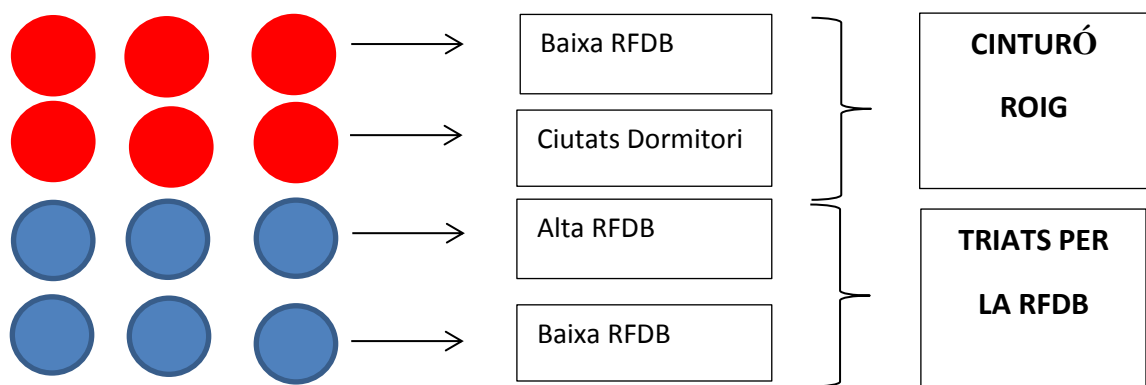 Baixa RFDB
CINTURÓ
ROIG
Ciutats Dormitori
Alta RFDB
TRIATS PER
LA RFDB
Baixa RFDB